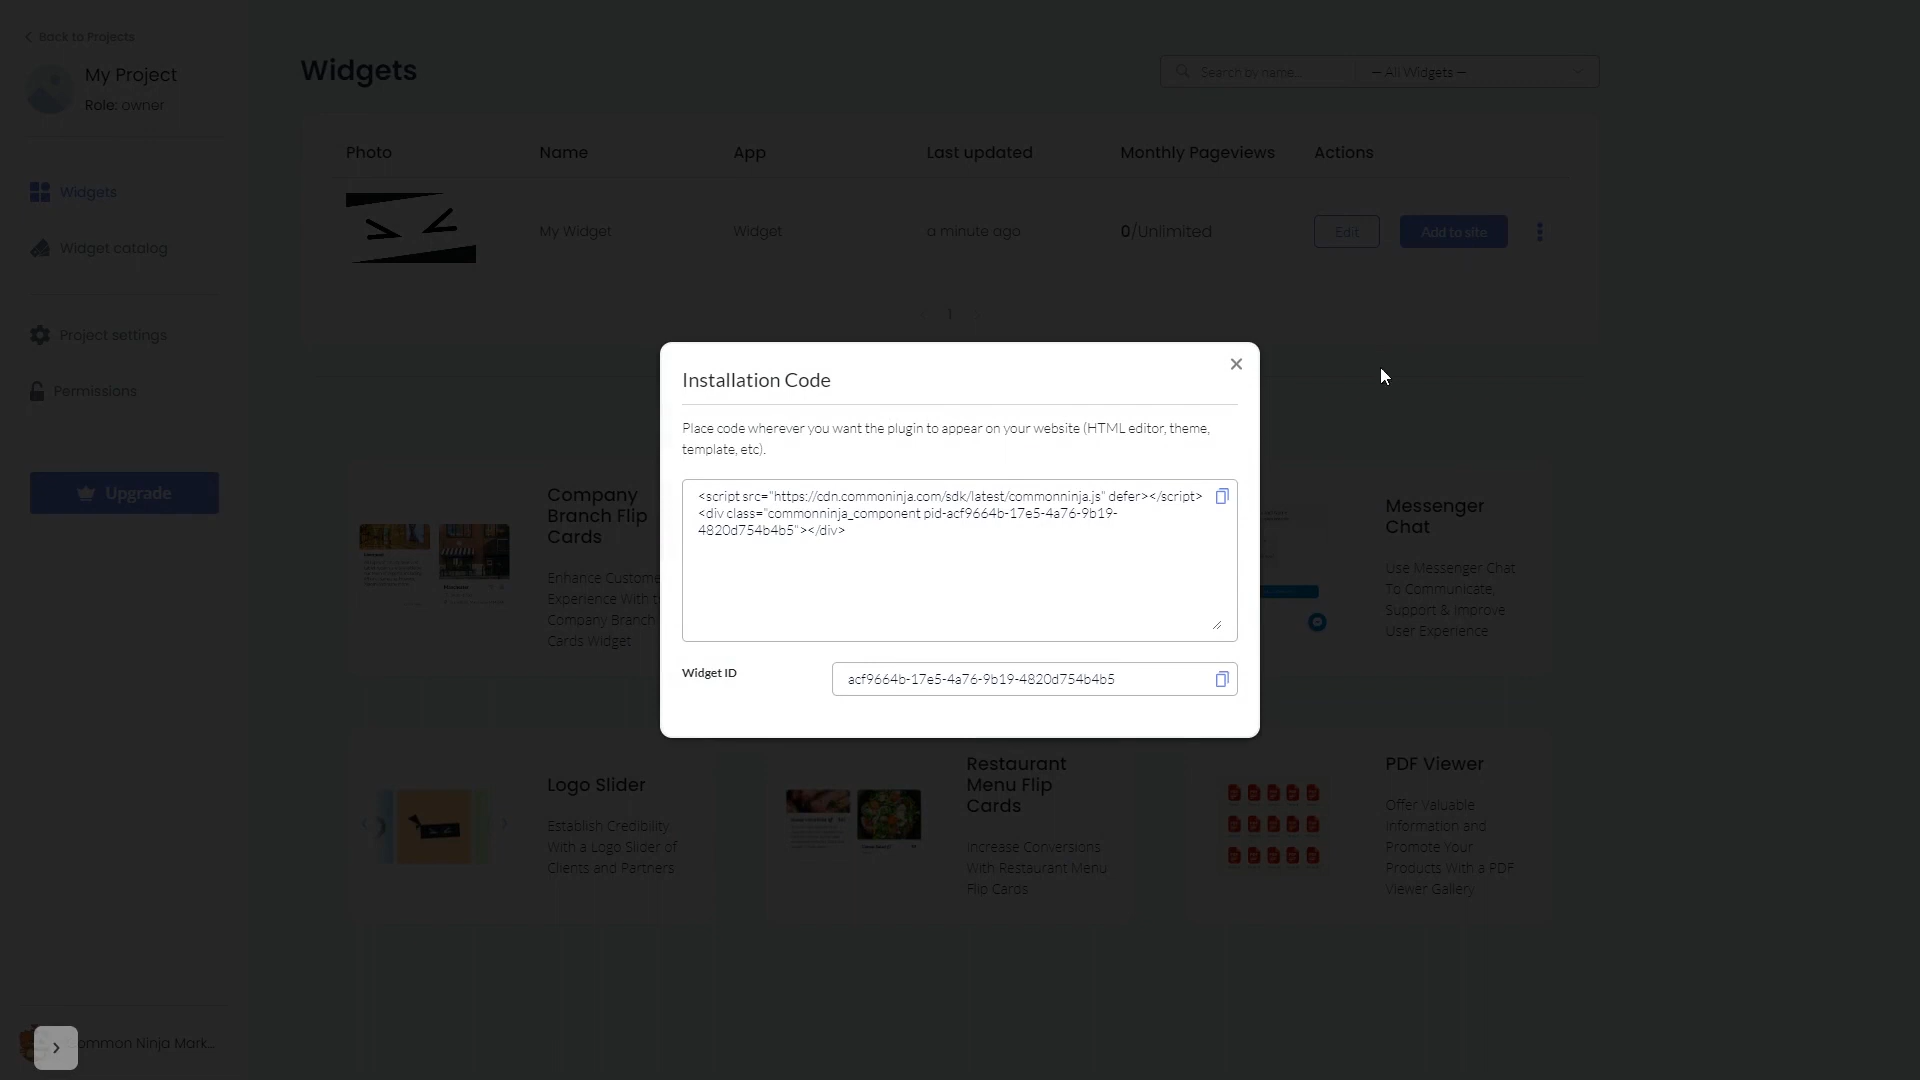 Back to Projects
My Project
Role: owner
Widgets
Widget catalog
Project settings
Permissions
Upgrade
Widgets
Search by name...
— All Widgets —
Photo
Name
App
Last updated
Monthly Pageviews
Actions
My Widget
Widget
a minute ago
0/Unlimited
Edit
Add to site
1
Installation Code
Place code wherever you want the plugin to appear on your website (HTML editor, theme,
template, etc).
<script src="https://cdn.commoninja.com/sdk/latest/commonninja.js" defer></script>
<div class="commonninja_component pid-acf9664b-17e5-4a76-9b19-
4820d754b4b5"></div>
Widget ID
acf9664b-17e5-4a76-9b19-4820d754b4b5
Company
Branch Flip
Cards
Enhance Custome
Experience With t
Company Branch
Cards Widget
Messenger
Chat
Use Messenger Chat
To Communicate,
Support & Improve
User Experience
Logo Slider
Establish Credibility
With a Logo Slider of
Clients and Partners
Restaurant
Menu Flip
Cards
Increase Conversions
With Restaurant Menu
Flip Cards
PDF Viewer
Offer Valuable
Information and
Promote Your
Products With a PDF
Viewer Gallery
ommon Ninja Mark...